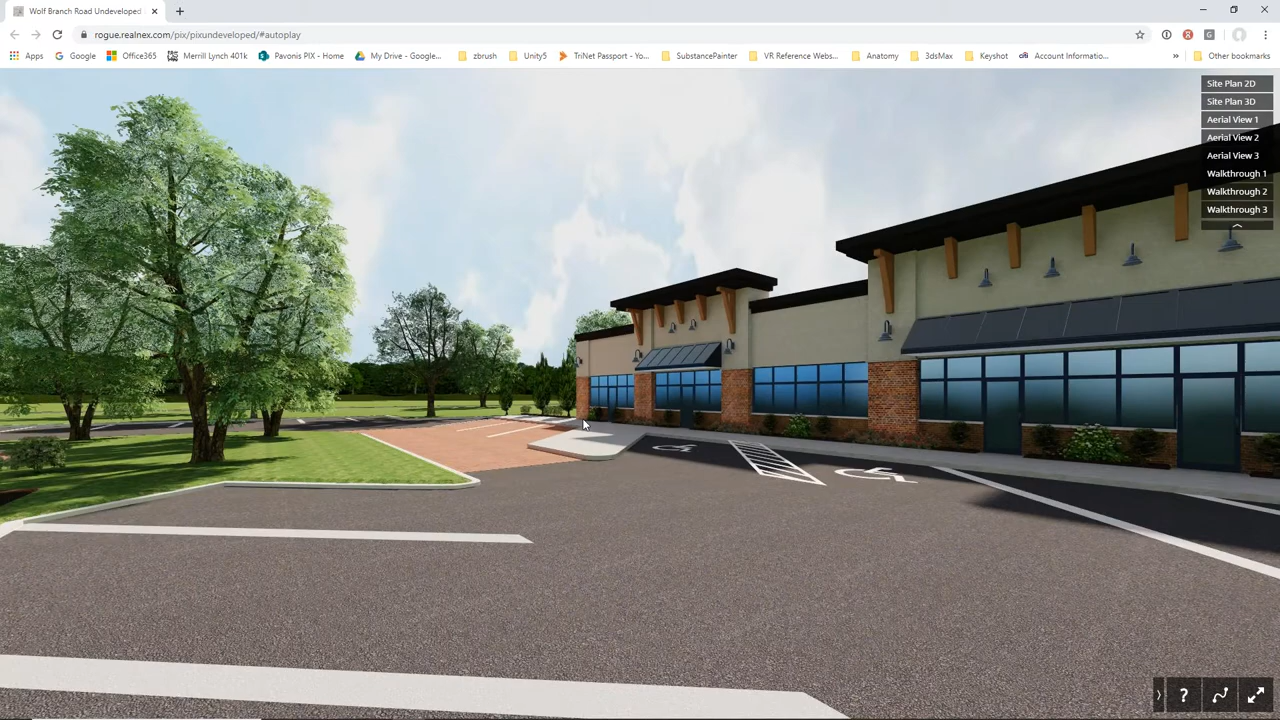 Wolf Branch Road Undeveloped
rogue.realnex.com/pix/pixundeveloped/#autoplay
Apps Google Office365 Merrill Lynch 401k Pavonis PIX - Home My Drive - Google... zbrush Unity5 TriNet Passport - Yo... SubstancePainter VR Reference Webs... Anatomy 3dsMax Keyshot Account Informatio... » Other bookmarks
Site Plan 2D
Site Plan 3D
Aerial View 1
Aerial View 2
Aerial View 3
Walkthrough 1
Walkthrough 2
Walkthrough 3
?